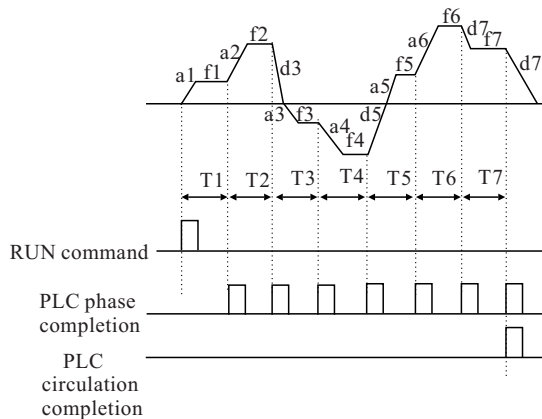 a1 f1 a2 f2 d3 a3 f3 a4 f4 a5 d5 f5 a6 f6 d7 f7 d7
T1 T2 T3 T4 T5 T6 T7
RUN command
PLC phase
completion
PLC
circulation
completion